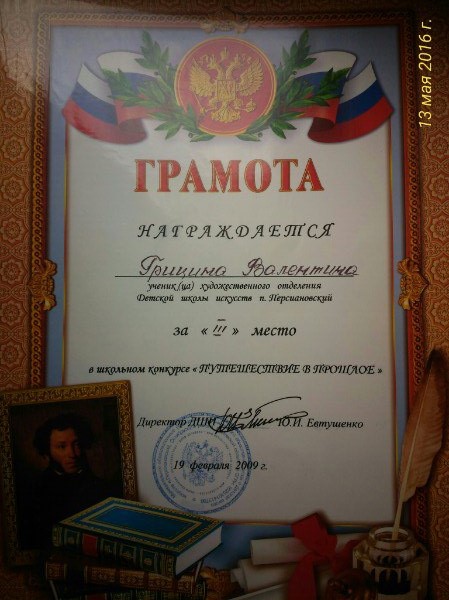 13 мая 2016 г.
ГРАМОТА
НАГРАЖДАЕТСЯ
Грицина Валентина
ученик(ца) художественного отделения
Детской школы искусств п. Персиановский
за « III » место
в школьном конкурсе « ПУТЕШЕСТВИЕ В ПРОШЛОЕ »
Директор ДШИ Ю.И. Евтушенко
19 февраля 2009 г.